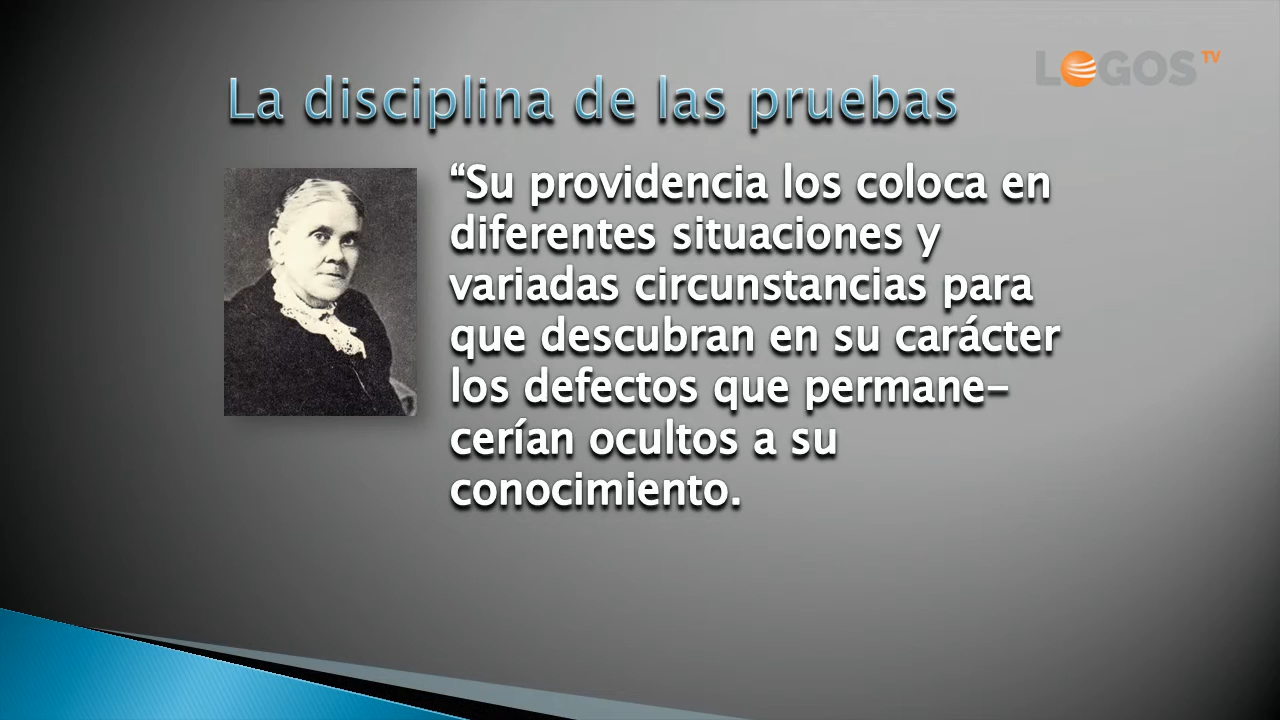 LOGOS TV
La disciplina de las pruebas
“Su providencia los coloca en
diferentes situaciones y
variadas circunstancias para
que descubran en su carácter
los defectos que permane-
cerían ocultos a su
conocimiento.